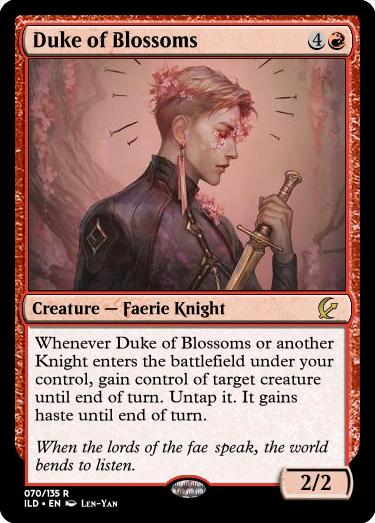 Duke of Blossoms 4
Creature — Faerie Knight
Whenever Duke of Blossoms or another
Knight enters the battlefield under your
control, gain control of target creature
until end of turn. Untap it. It gains
haste until end of turn.
When the lords of the fae speak, the world
bends to listen.
2/2
070/135 R
ILD • EN Len-Yan